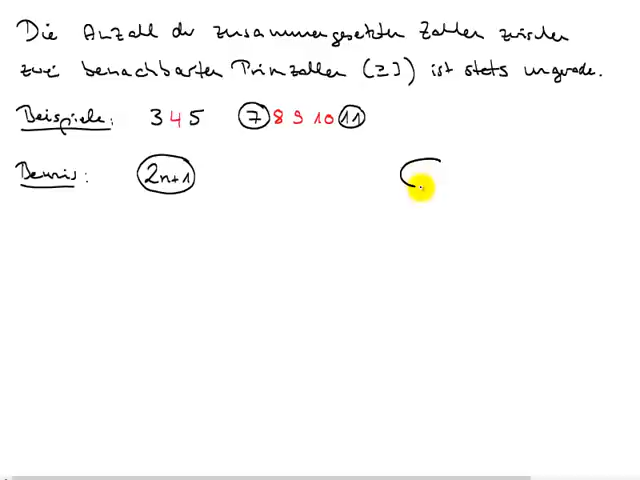 Die Anzahl der zusammengesetzten Zahlen zwischen
zwei benachbarten Primzahlen (≥3) ist stets ungerade.
Beispiele: 3 4 5 7 8 9 10 11
Beweis: 2n+1